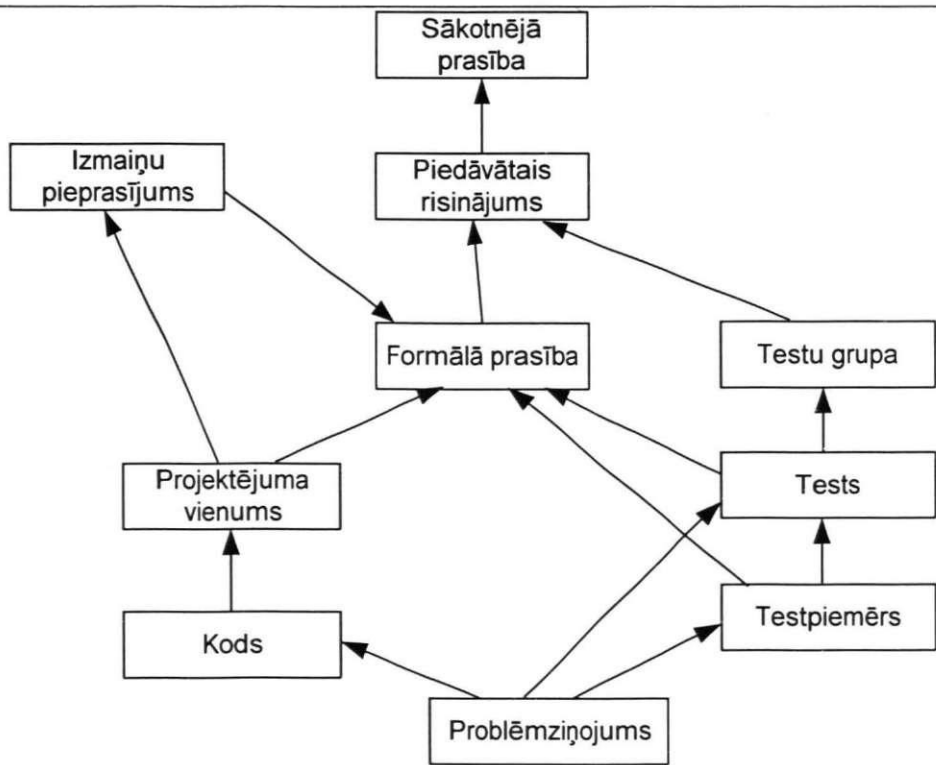 Sākotnējā
prasība
Izmaiņu
pieprasījums
Piedāvātais
risinājums
Formālā prasība
Testu grupa
Projektējuma
vienums
Tests
Kods
Testpiemērs
Problēmziņojums